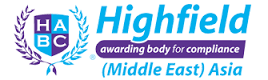 HABC
Highfield
awarding body for compliance
(Middle East) Asia